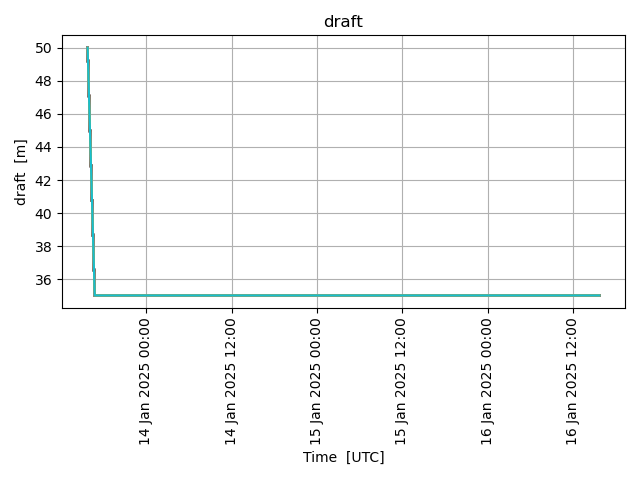 draft
50
48
46
44
42
40
38
36
draft [m]
14 Jan 2025 00:00
14 Jan 2025 12:00
15 Jan 2025 00:00
15 Jan 2025 12:00
16 Jan 2025 00:00
16 Jan 2025 12:00
Time [UTC]